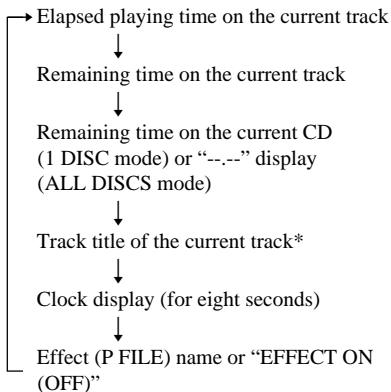 Elapsed playing time on the current track
Remaining time on the current track
Remaining time on the current CD
(1 DISC mode) or “--.--” display
(ALL DISCS mode)
Track title of the current track*
Clock display (for eight seconds)
Effect (P FILE) name or “EFFECT ON
(OFF)”